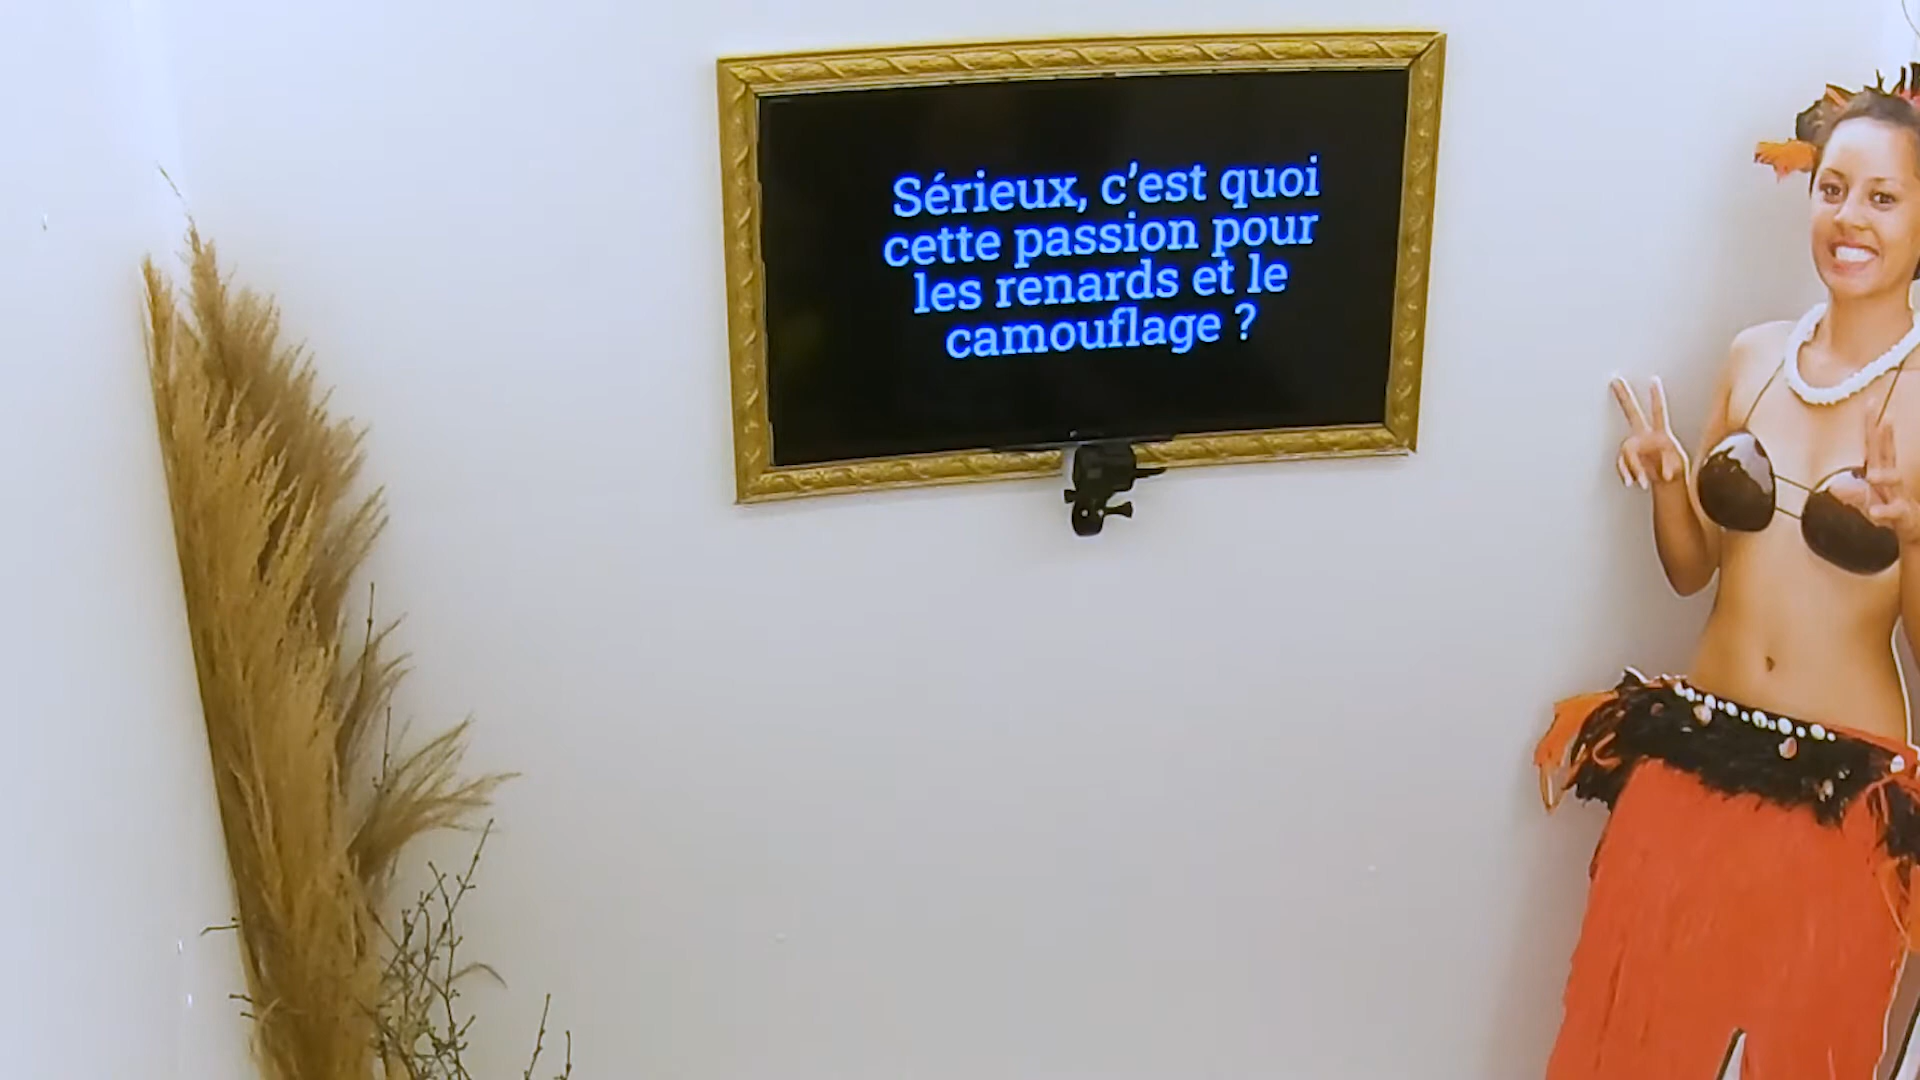 Sérieux, c’est quoi
cette passion pour
les renards et le
camouflage ?